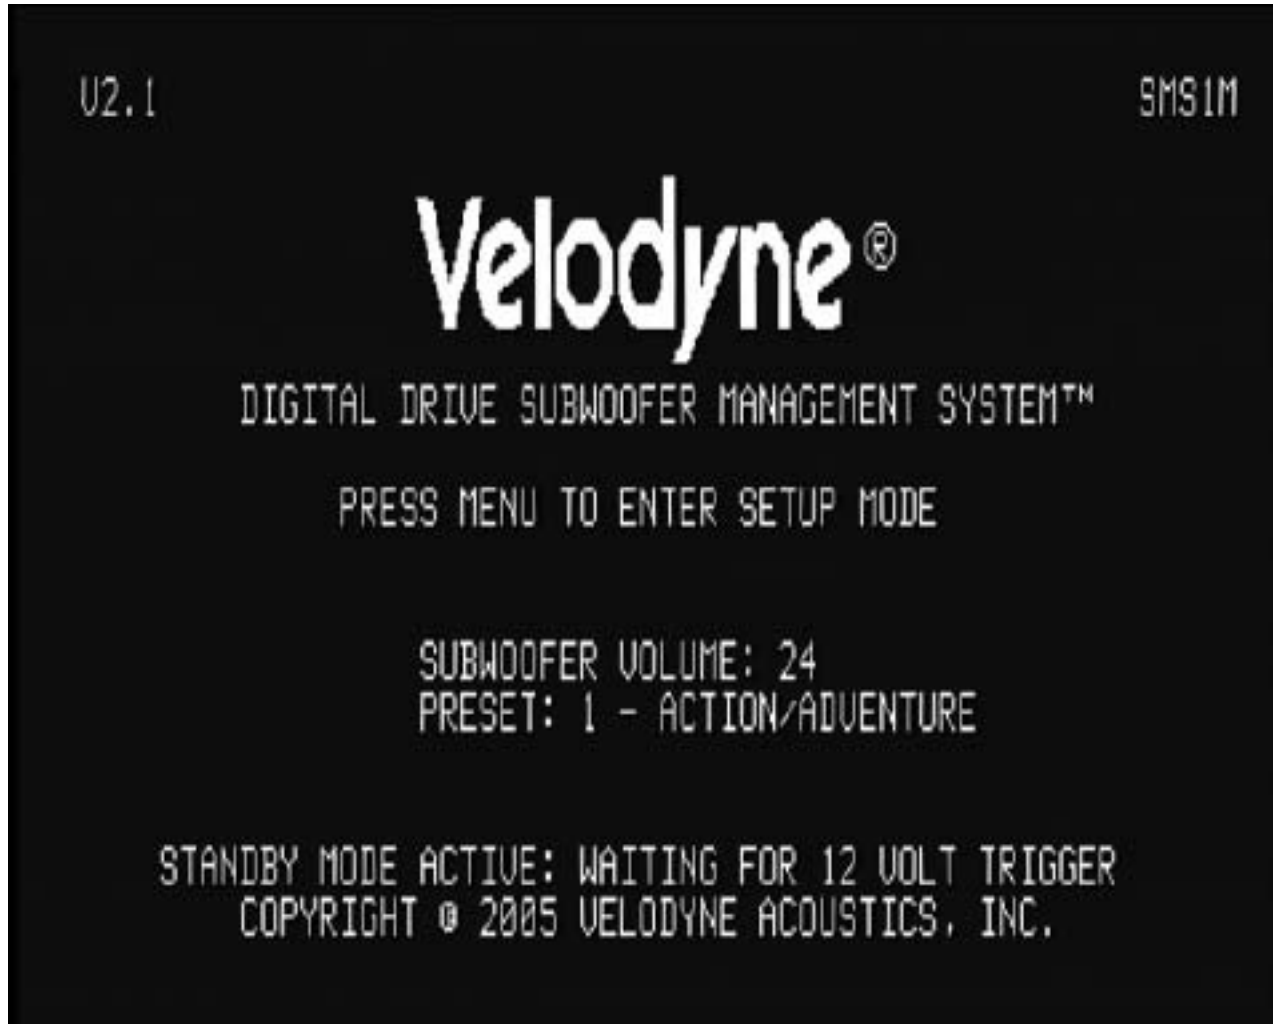 V2.1 SMS1M
Velodyne®
DIGITAL DRIVE SUBWOOFER MANAGEMENT SYSTEM™
PRESS MENU TO ENTER SETUP MODE
SUBWOOFER VOLUME: 24
PRESET: 1 - ACTION/ADVENTURE
STANDBY MODE ACTIVE: WAITING FOR 12 VOLT TRIGGER
COPYRIGHT © 2005 VELODYNE ACOUSTICS, INC.